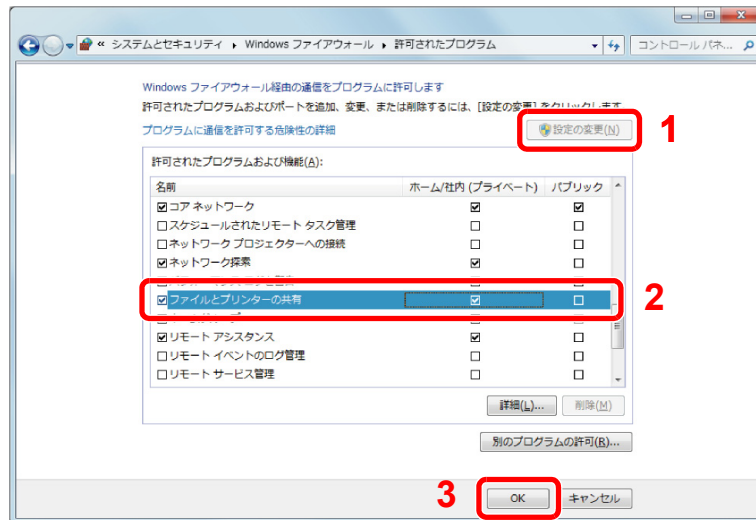 « システムとセキュリティ ▸ Windows ファイアウォール ▸ 許可されたプログラム
コントロール パネ...
Windows ファイアウォール経由の通信をプログラムに許可します
許可されたプログラムおよびポートを追加、変更、または削除するには、[設定の変更] をクリックします。
プログラムに通信を許可する危険性の詳細
設定の変更(N)
1
許可されたプログラムおよび機能(A):
名前 ホーム/社内 (プライベート) パブリック
コア ネットワーク
スケジュールされたリモート タスク管理
ネットワーク プロジェクターへの接続
ネットワーク探索
ファイルとプリンターの共有
2
リモート アシスタンス
リモート イベントのログ管理
リモート サービス管理
詳細(L)... 削除(M)
別のプログラムの許可(R)...
3
OK キャンセル